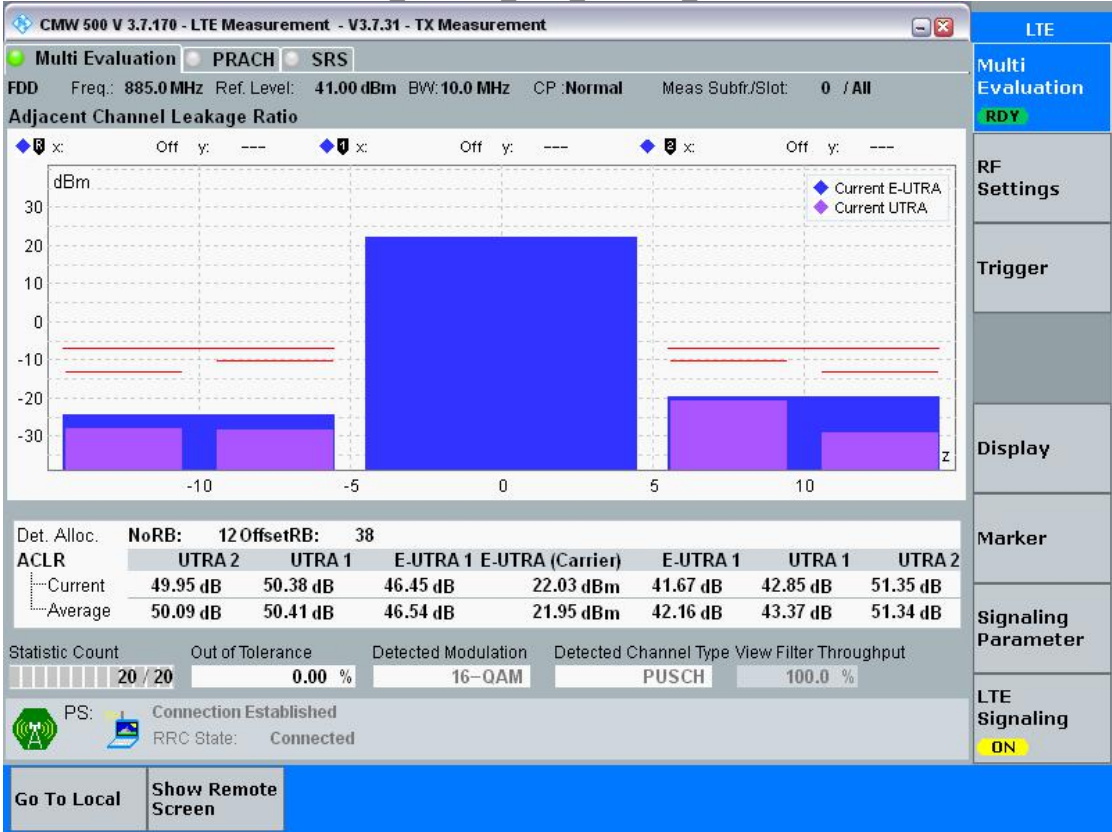 CMW 500 V 3.7.170 - LTE Measurement - V3.7.31 - TX Measurement
LTE
Multi Evaluation PRACH SRS
Multi
Evaluation
RDY
FDD Freq.: 885.0 MHz Ref. Level: 41.00 dBm BW: 10.0 MHz CP :Normal Meas Subfr./Slot: 0 / All
Adjacent Channel Leakage Ratio
R x: Off y: --- 1 x: Off y: --- 2 x: Off y: ---
dBm
Current E-UTRA
Current UTRA
30
20
10
0
-10
-20
-30
z
-10 -5 0 5 10
RF
Settings
Trigger
Display
Marker
Signaling
Parameter
LTE
Signaling
ON
Det. Alloc. NoRB: 12 OffsetRB: 38
ACLR UTRA 2 UTRA 1 E-UTRA 1 E-UTRA (Carrier) E-UTRA 1 UTRA 1 UTRA 2
Current 49.95 dB 50.38 dB 46.45 dB 22.03 dBm 41.67 dB 42.85 dB 51.35 dB
Average 50.09 dB 50.41 dB 46.54 dB 21.95 dBm 42.16 dB 43.37 dB 51.34 dB
Statistic Count Out of Tolerance Detected Modulation Detected Channel Type View Filter Throughput
20 / 20 0.00 % 16-QAM PUSCH 100.0 %
PS: Connection Established
RRC State: Connected
Go To Local
Show Remote
Screen